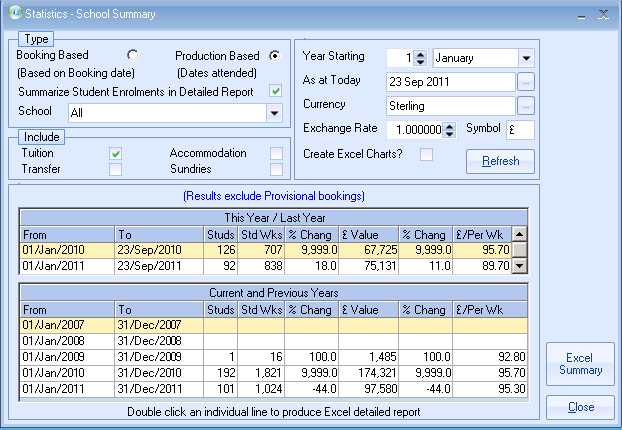 Statistics - School Summary
Type
Booking Based Production Based
(Based on Booking date) (Dates attended)
Summarize Student Enrolments in Detailed Report
School All
Include
Tuition Accommodation
Transfer Sundries
Year Starting 1 January
As at Today 23 Sep 2011 ...
Currency Sterling ...
Exchange Rate 1.000000 Symbol £
Create Excel Charts? Refresh
(Results exclude Provisional bookings)
This Year / Last Year
From To Studs Std Wks % Chang £ Value % Chang £/Per Wk
01/Jan/2010 23/Sep/2010 126 707 9,999.0 67,725 9,999.0 95.70
01/Jan/2011 23/Sep/2011 92 838 18.0 75,131 11.0 89.70
Current and Previous Years
From To Studs Std Wks % Chang £ Value % Chang £/Per Wk
01/Jan/2007 31/Dec/2007
01/Jan/2008 31/Dec/2008
01/Jan/2009 31/Dec/2009 1 16 100.0 1,485 100.0 92.80
01/Jan/2010 31/Dec/2010 192 1,821 9,999.0 174,321 9,999.0 95.70
01/Jan/2011 31/Dec/2011 101 1,024 -44.0 97,580 -44.0 95.30
Double click an individual line to produce Excel detailed report
Excel
Summary
Close